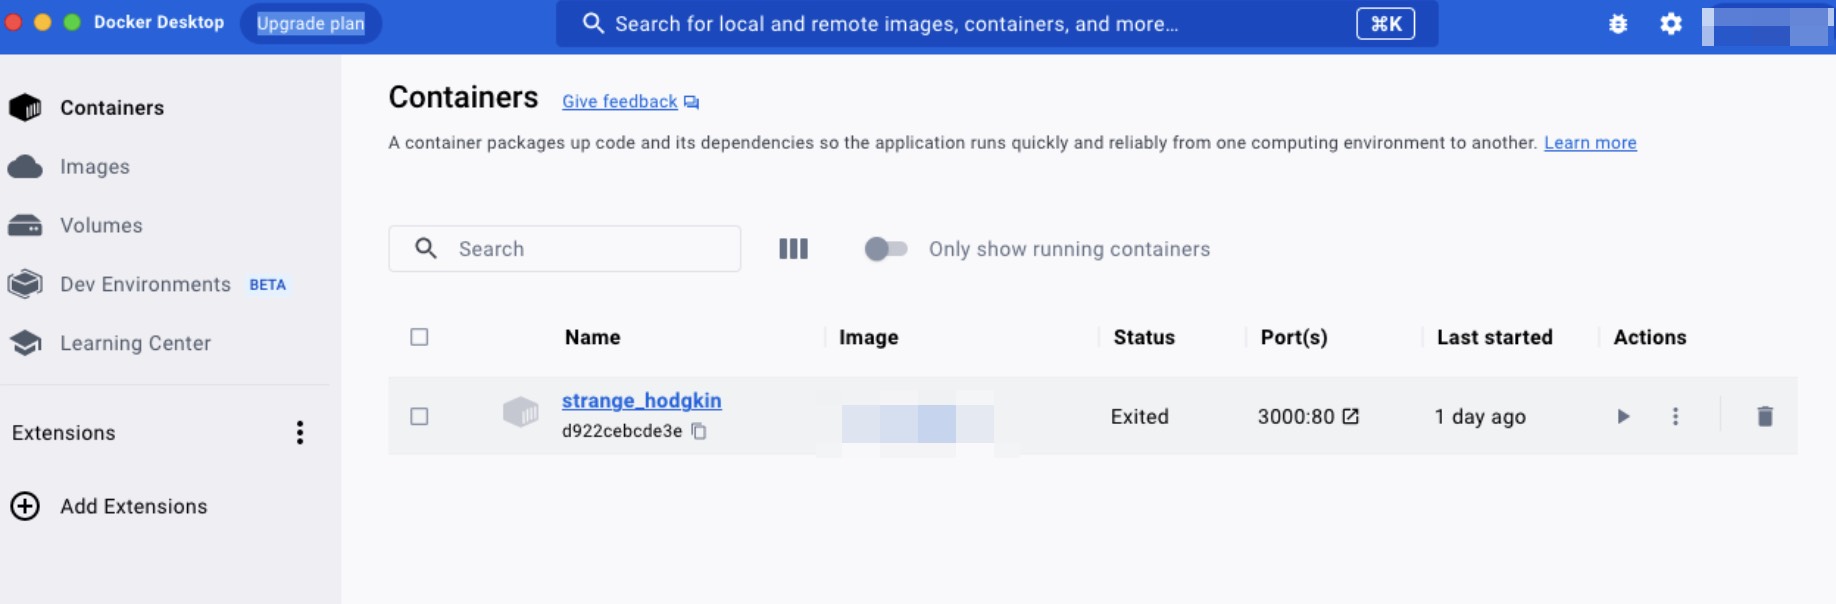 Docker Desktop Upgrade plan Search for local and remote images, containers, and more... ⌘K
Containers
Images
Volumes
Dev Environments BETA
Learning Center
Extensions
Add Extensions
Containers Give feedback
A container packages up code and its dependencies so the application runs quickly and reliably from one computing environment to another. Learn more
Search Only show running containers
Name Image Status Port(s) Last started Actions
strange_hodgkin Exited 3000:80 1 day ago
d922cebcde3e